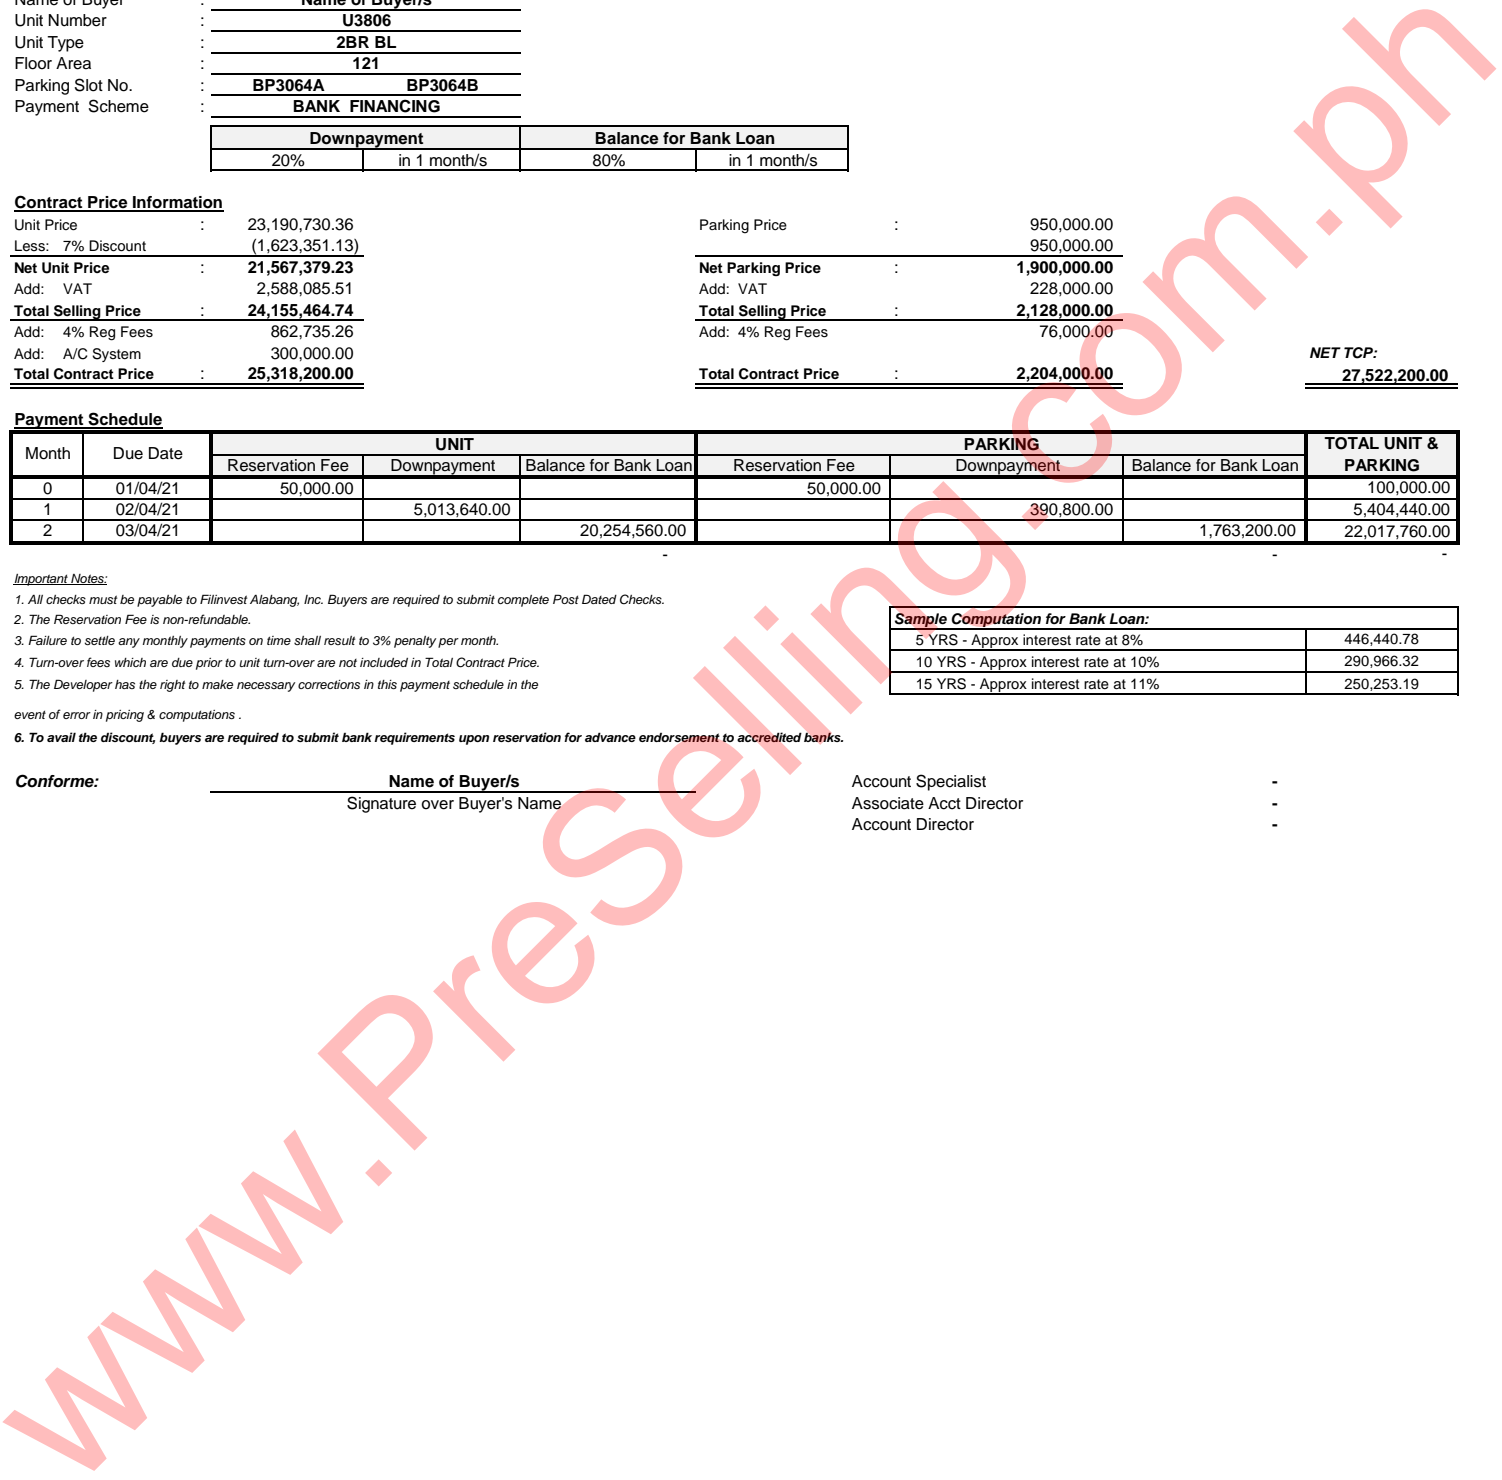 Name of Buyer : Name of Buyer/s
Unit Number : U3806
Unit Type : 2BR BL
Floor Area : 121
Parking Slot No. : BP3064A BP3064B
Payment Scheme : BANK FINANCING
Downpayment Balance for Bank Loan
20% in 1 month/s 80% in 1 month/s
Contract Price Information
Unit Price : 23,190,730.36 Parking Price : 950,000.00
Less: 7% Discount (1,623,351.13) 950,000.00
Net Unit Price : 21,567,379.23 Net Parking Price : 1,900,000.00
Add: VAT 2,588,085.51 Add: VAT 228,000.00
Total Selling Price : 24,155,464.74 Total Selling Price : 2,128,000.00
Add: 4% Reg Fees 862,735.26 Add: 4% Reg Fees 76,000.00
Add: A/C System 300,000.00 NET TCP:
Total Contract Price : 25,318,200.00 Total Contract Price : 2,204,000.00 27,522,200.00
Payment Schedule
Month Due Date UNIT PARKING TOTAL UNIT & PARKING
Reservation Fee Downpayment Balance for Bank Loan Reservation Fee Downpayment Balance for Bank Loan
0 01/04/21 50,000.00 50,000.00 100,000.00
1 02/04/21 5,013,640.00 390,800.00 5,404,440.00
2 03/04/21 20,254,560.00 1,763,200.00 22,017,760.00
- - -
Important Notes:
1. All checks must be payable to Filinvest Alabang, Inc. Buyers are required to submit complete Post Dated Checks.
2. The Reservation Fee is non-refundable.
3. Failure to settle any monthly payments on time shall result to 3% penalty per month.
4. Turn-over fees which are due prior to unit turn-over are not included in Total Contract Price.
5. The Developer has the right to make necessary corrections in this payment schedule in the
event of error in pricing & computations .
6. To avail the discount, buyers are required to submit bank requirements upon reservation for advance endorsement to accredited banks.
Sample Computation for Bank Loan:
5 YRS - Approx interest rate at 8% 446,440.78
10 YRS - Approx interest rate at 10% 290,966.32
15 YRS - Approx interest rate at 11% 250,253.19
Conforme: Name of Buyer/s
Signature over Buyer's Name
Account Specialist -
Associate Acct Director -
Account Director -
www.PreSelling.com.ph